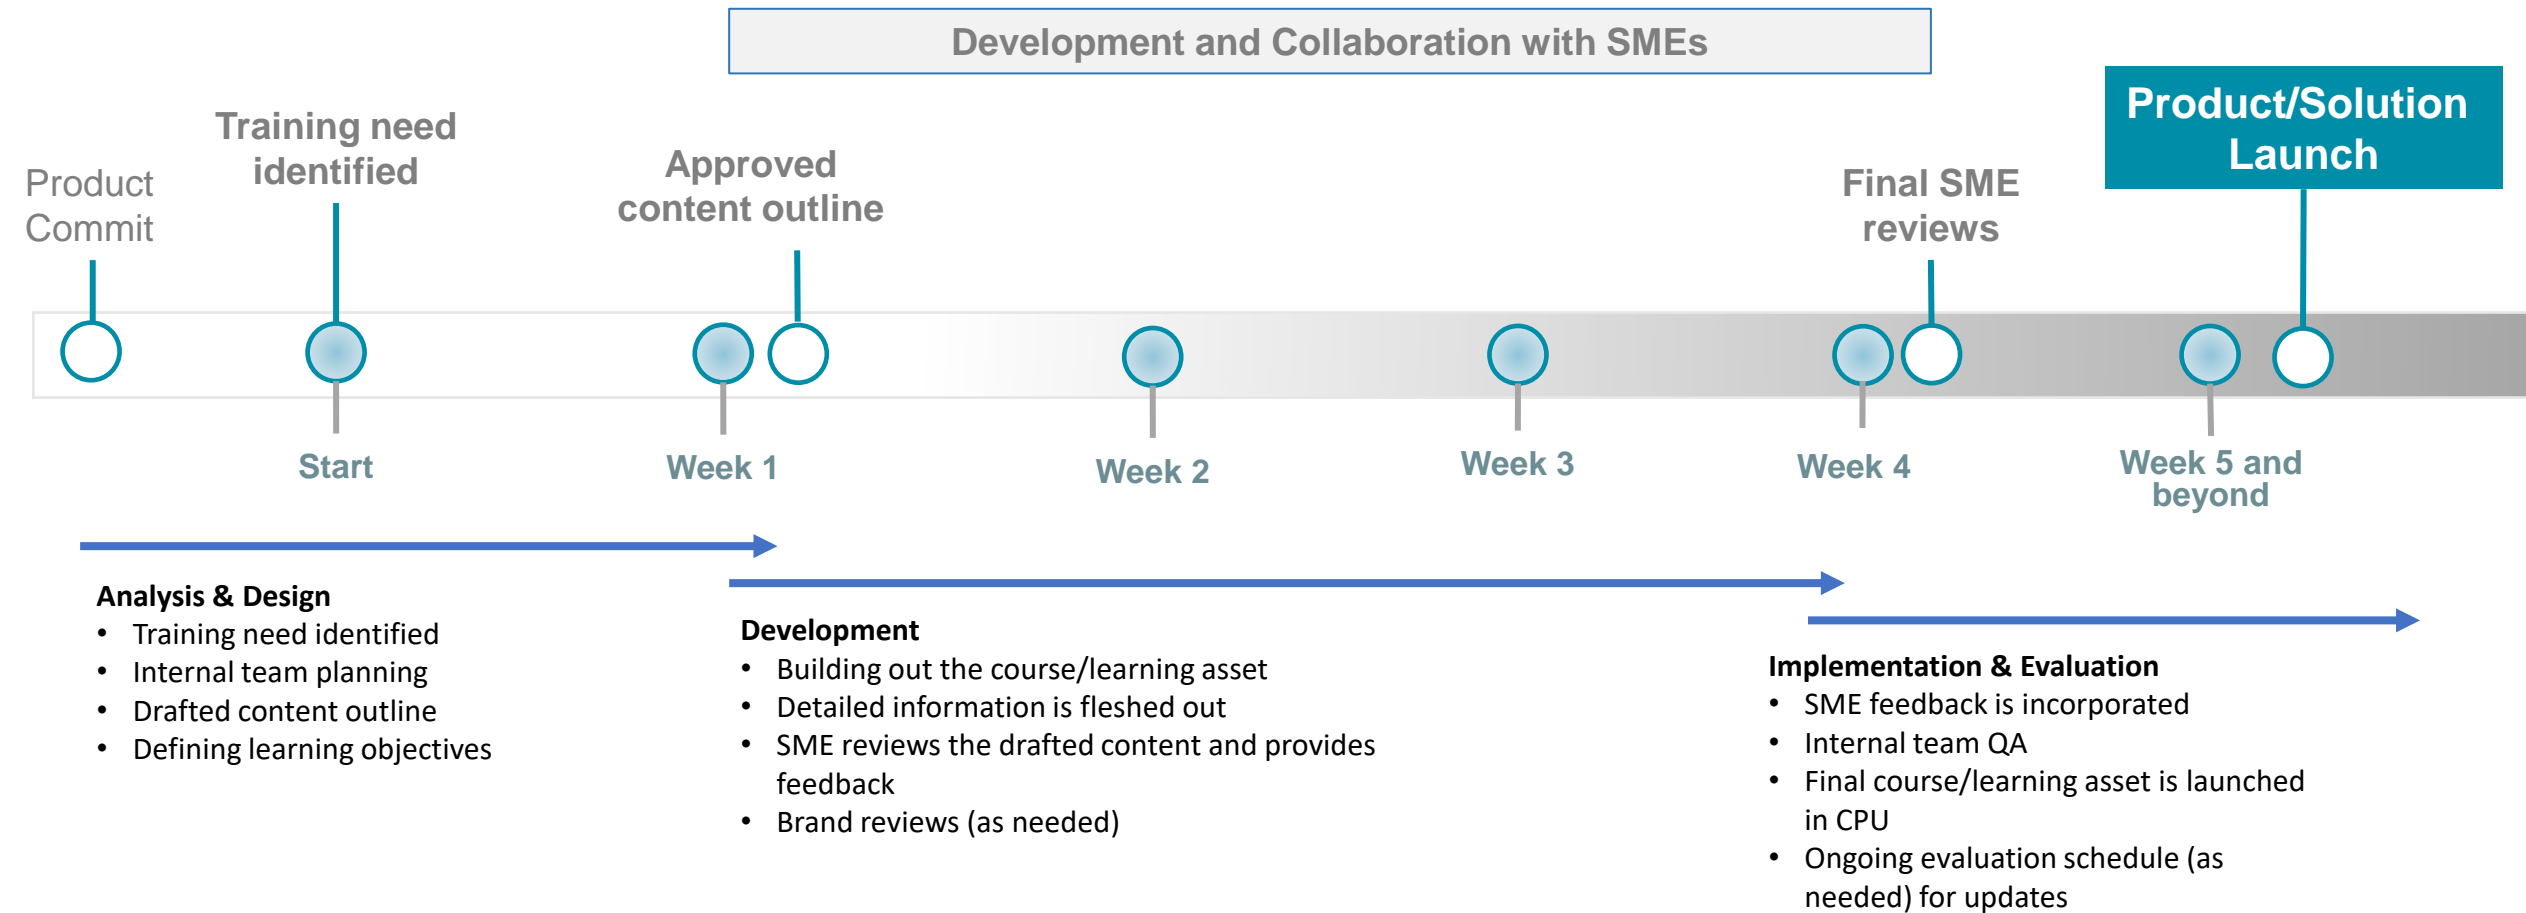 Development and Collaboration with SMEs
Product
Commit
Training need
identified
Approved
content outline
Final SME
reviews
Product/Solution
Launch
Start
Week 1
Week 2
Week 3
Week 4
Week 5 and
beyond
Analysis & Design
• Training need identified
• Internal team planning
• Drafted content outline
• Defining learning objectives
Development
• Building out the course/learning asset
• Detailed information is fleshed out
• SME reviews the drafted content and provides
feedback
• Brand reviews (as needed)
Implementation & Evaluation
• SME feedback is incorporated
• Internal team QA
• Final course/learning asset is launched
in CPU
• Ongoing evaluation schedule (as
needed) for updates